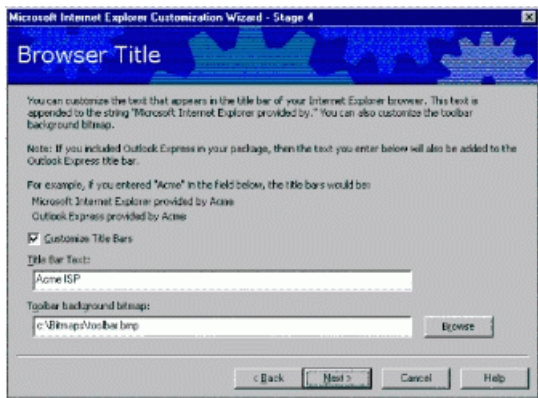 Microsoft Internet Explorer Customization Wizard - Stage 4
Browser Title
You can customize the text that appears in the title bar of your Internet Explorer browser. This text is
appended to the string "Microsoft Internet Explorer provided by." You can also customize the toolbar
background bitmap.
Note: If you included Outlook Express in your package, then the text you enter below will also be added to the
Outlook Express title bar.
For example, if you entered "Acme" in the field below, the title bars would be:
Microsoft Internet Explorer provided by Acme
Outlook Express provided by Acme
Customize Title Bars
Title Bar Text:
Acme ISP
Toolbar background bitmap:
c:\Bitmaps\toolbar.bmp
Browse
< Back Next > Cancel Help